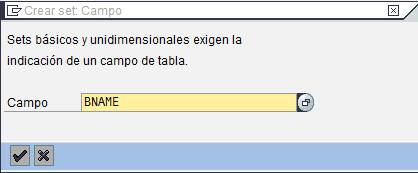 Crear set: Campo
Sets básicos y unidimensionales exigen la
indicación de un campo de tabla.
Campo BNAME